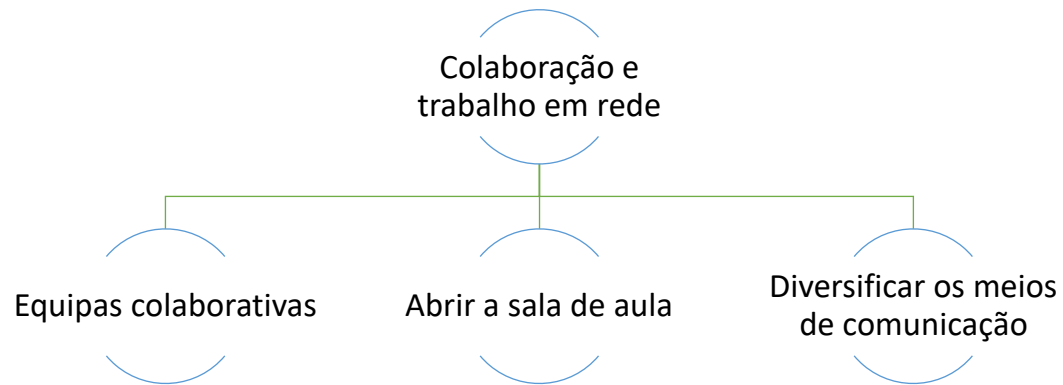 Colaboração e
trabalho em rede
Equipas colaborativas
Abrir a sala de aula
Diversificar os meios
de comunicação